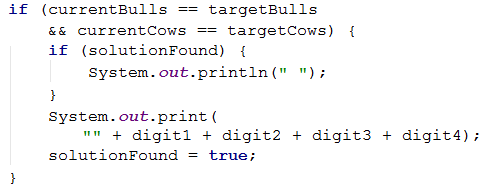 if (currentBulls == targetBulls
&& currentCows == targetCows) {
if (solutionFound) {
System.out.println(" ");
}
System.out.print(
"" + digit1 + digit2 + digit3 + digit4);
solutionFound = true;
}